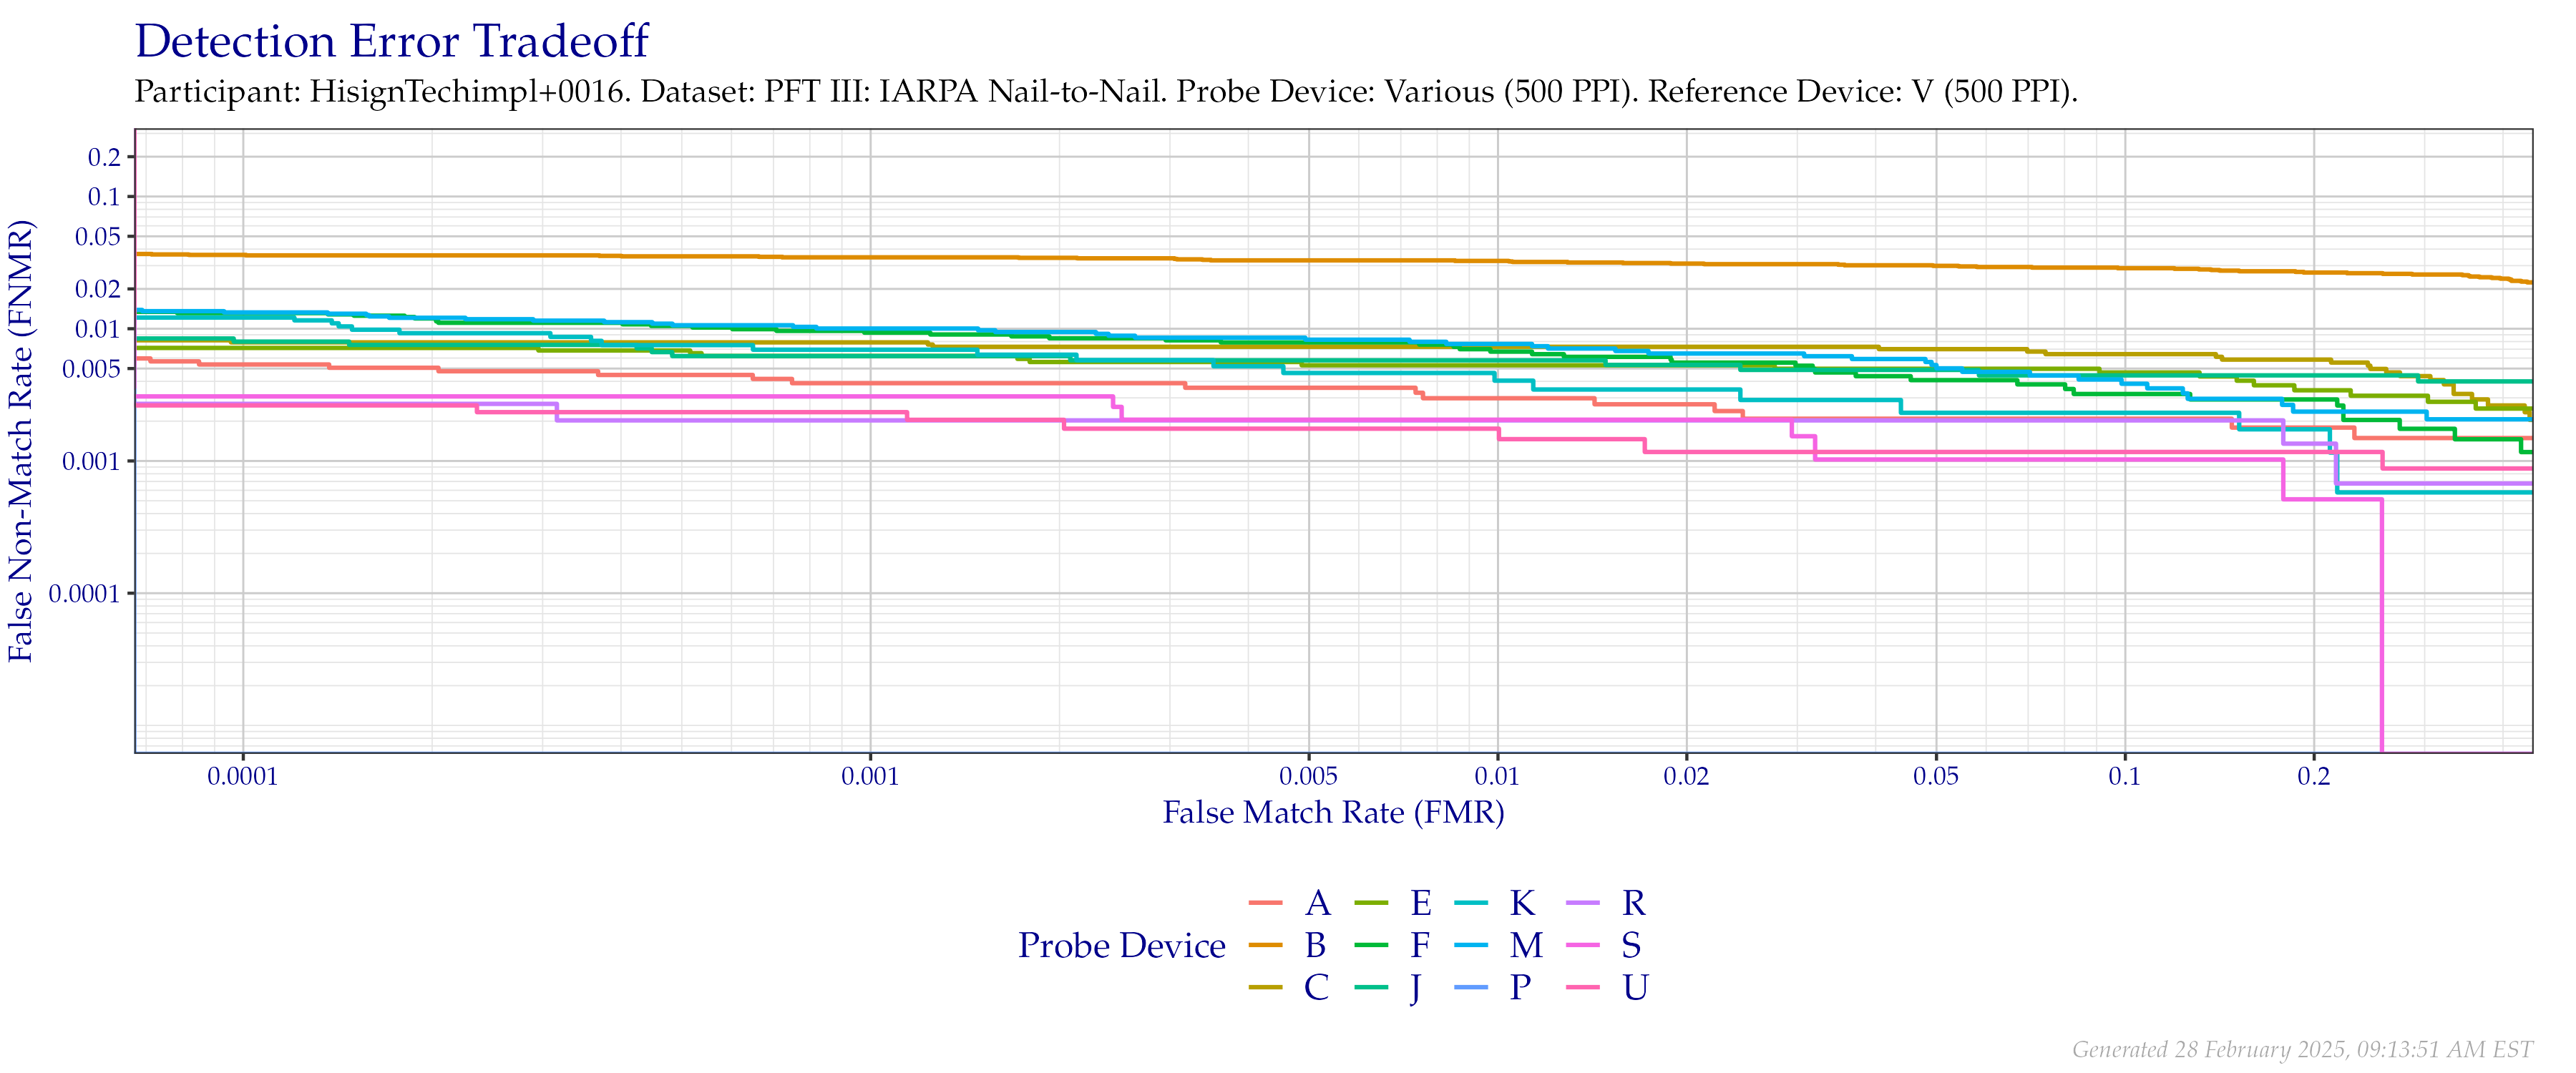 Detection Error Tradeoff
Participant: HisignTechimpl+0016. Dataset: PFT III: IARPA Nail-to-Nail. Probe Device: Various (500 PPI). Reference Device: V (500 PPI).
False Non-Match Rate (FNMR)
0.2
0.1
0.05
0.02
0.01
0.005
0.001
0.0001
0.0001 0.001 0.005 0.01 0.02 0.05 0.1 0.2
False Match Rate (FMR)
A E K R
Probe Device B F M S
C J P U
Generated 28 February 2025, 09:13:51 AM EST